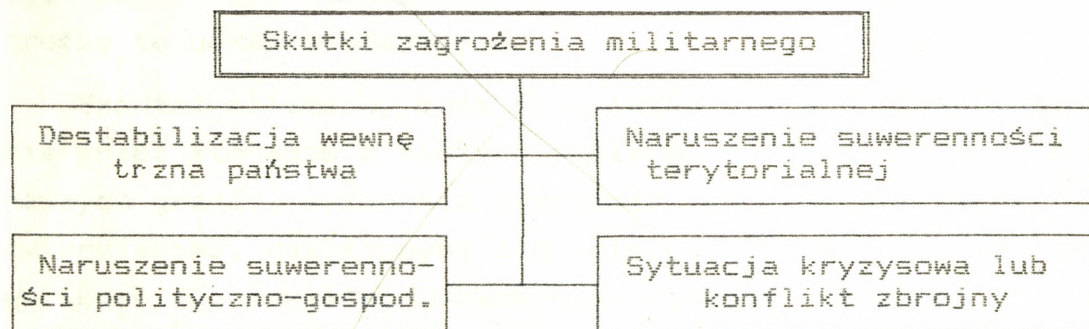 Skutki zagrożenia militarnego
Destabilizacja wewnę
trzna państwa
Naruszenie suwerenności
terytorialnej
Naruszenie suwerenno-
ści polityczno-gospod.
Sytuacja kryzysowa lub
konflikt zbrojny